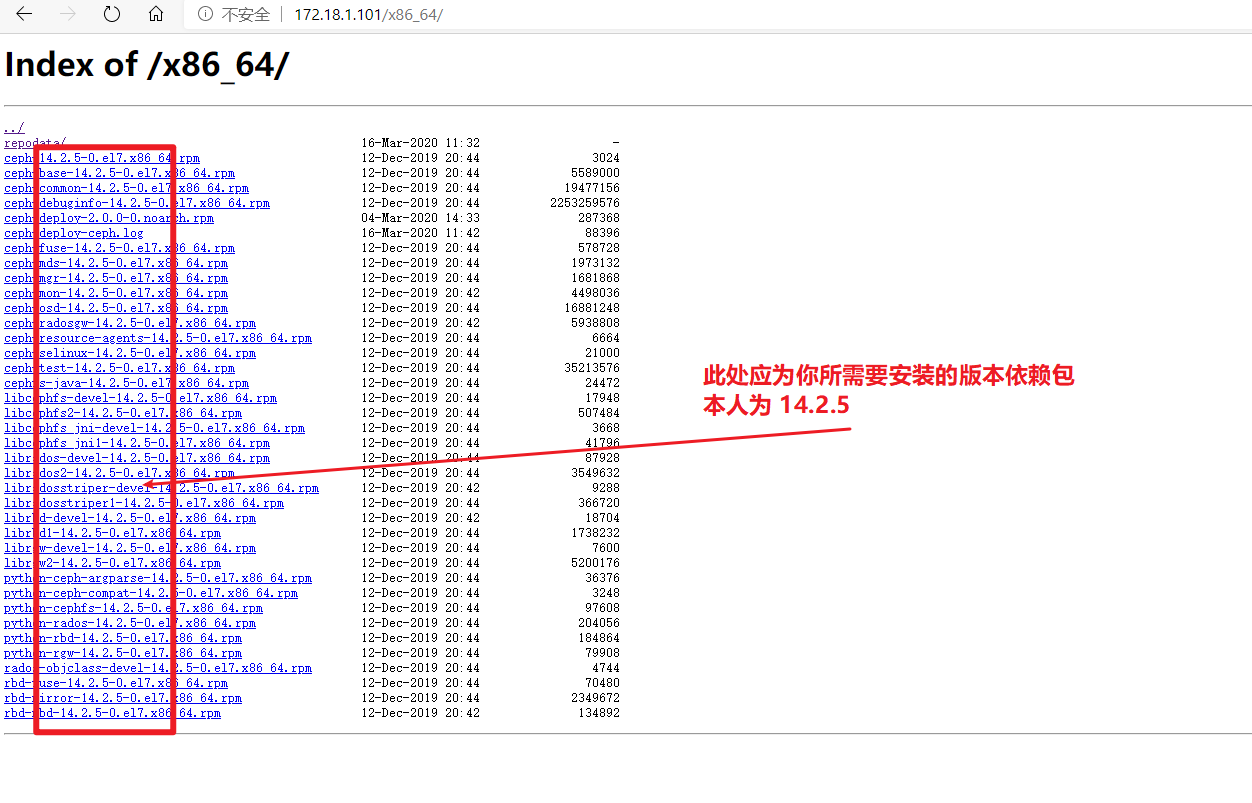 不安全 172.18.1.101/x86_64/
Index of /x86_64/
../
repodata/ 16-Mar-2020 11:32 -
ceph-14.2.5-0.el7.x86_64.rpm 12-Dec-2019 20:44 3024
ceph-base-14.2.5-0.el7.x86_64.rpm 12-Dec-2019 20:44 5589000
ceph-common-14.2.5-0.el7.x86_64.rpm 12-Dec-2019 20:44 19477156
ceph-debuginfo-14.2.5-0.el7.x86_64.rpm 12-Dec-2019 20:44 2253259576
ceph-deploy-2.0.0-0.noarch.rpm 04-Mar-2020 14:33 287368
ceph-deploy-ceph.log 16-Mar-2020 11:42 88396
ceph-fuse-14.2.5-0.el7.x86_64.rpm 12-Dec-2019 20:44 578728
ceph-mds-14.2.5-0.el7.x86_64.rpm 12-Dec-2019 20:44 1973132
ceph-mgr-14.2.5-0.el7.x86_64.rpm 12-Dec-2019 20:44 1681868
ceph-mon-14.2.5-0.el7.x86_64.rpm 12-Dec-2019 20:42 4498036
ceph-osd-14.2.5-0.el7.x86_64.rpm 12-Dec-2019 20:44 16881248
ceph-radosgw-14.2.5-0.el7.x86_64.rpm 12-Dec-2019 20:42 5938808
ceph-resource-agents-14.2.5-0.el7.x86_64.rpm 12-Dec-2019 20:44 6664
ceph-selinux-14.2.5-0.el7.x86_64.rpm 12-Dec-2019 20:44 21000
ceph-test-14.2.5-0.el7.x86_64.rpm 12-Dec-2019 20:44 35213576
此处应为你所需要安装的版本依赖包
cephfs-java-14.2.5-0.el7.x86_64.rpm 12-Dec-2019 20:44 24472
libcephfs-devel-14.2.5-0.el7.x86_64.rpm 12-Dec-2019 20:44 17948
本人为 14.2.5
libcephfs2-14.2.5-0.el7.x86_64.rpm 12-Dec-2019 20:44 507484
libcephfs_jni-devel-14.2.5-0.el7.x86_64.rpm 12-Dec-2019 20:44 3668
libcephfs_jni1-14.2.5-0.el7.x86_64.rpm 12-Dec-2019 20:44 41796
librados-devel-14.2.5-0.el7.x86_64.rpm 12-Dec-2019 20:44 87928
librados2-14.2.5-0.el7.x86_64.rpm 12-Dec-2019 20:44 3549632
libradosstriper-devel-14.2.5-0.el7.x86_64.rpm 12-Dec-2019 20:42 9288
libradosstriper1-14.2.5-0.el7.x86_64.rpm 12-Dec-2019 20:44 366720
librbd-devel-14.2.5-0.el7.x86_64.rpm 12-Dec-2019 20:42 18704
librbd1-14.2.5-0.el7.x86_64.rpm 12-Dec-2019 20:44 1738232
librgw-devel-14.2.5-0.el7.x86_64.rpm 12-Dec-2019 20:44 7600
librgw2-14.2.5-0.el7.x86_64.rpm 12-Dec-2019 20:44 5200176
python-ceph-argparse-14.2.5-0.el7.x86_64.rpm 12-Dec-2019 20:44 36376
python-ceph-compat-14.2.5-0.el7.x86_64.rpm 12-Dec-2019 20:44 3248
python-cephfs-14.2.5-0.el7.x86_64.rpm 12-Dec-2019 20:44 97608
python-rados-14.2.5-0.el7.x86_64.rpm 12-Dec-2019 20:44 204056
python-rbd-14.2.5-0.el7.x86_64.rpm 12-Dec-2019 20:44 184864
python-rgw-14.2.5-0.el7.x86_64.rpm 12-Dec-2019 20:44 79908
rados-objclass-devel-14.2.5-0.el7.x86_64.rpm 12-Dec-2019 20:44 4744
rbd-fuse-14.2.5-0.el7.x86_64.rpm 12-Dec-2019 20:44 70480
rbd-mirror-14.2.5-0.el7.x86_64.rpm 12-Dec-2019 20:44 2349672
rbd-nbd-14.2.5-0.el7.x86_64.rpm 12-Dec-2019 20:42 134892